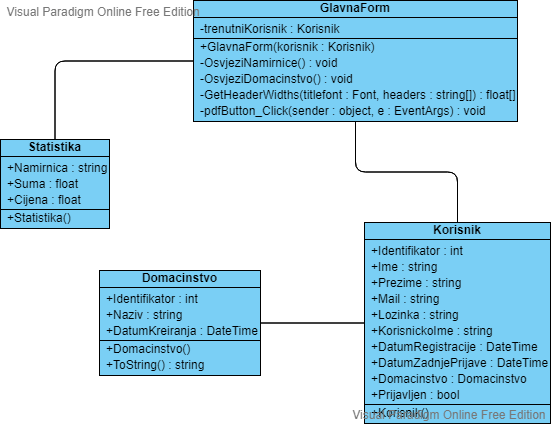 Visual Paradigm Online Free Edition
GlavnaForm
-trenutniKorisnik : Korisnik
+GlavnaForm(korisnik : Korisnik)
-OsvjeziNamirnice() : void
-OsvjeziDomacinstvo() : void
-GetHeaderWidths(titlefont : Font, headers : string[]) : float[]
-pdfButton_Click(sender : object, e : EventArgs) : void
Statistika
+Namirnica : string
+Suma : float
+Cijena : float
+Statistika()
Korisnik
+Identifikator : int
+Ime : string
+Prezime : string
+Mail : string
+Lozinka : string
+KorisnickoIme : string
+DatumRegistracije : DateTime
+DatumZadnjePrijave : DateTime
+Domacinstvo : Domacinstvo
+Prijavljen : bool
+Korisnik()
Domacinstvo
+Identifikator : int
+Naziv : string
+DatumKreiranja : DateTime
+Domacinstvo()
+ToString() : string
Visual Paradigm Online Free Edition